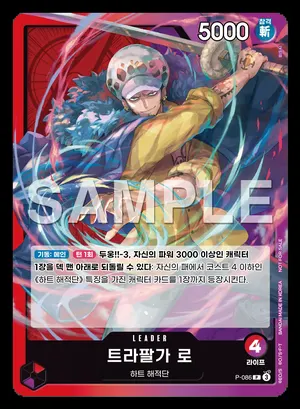 5000
참격
斬
SAMPLE
기동: 메인 턴 1회 두웅!!-3, 자신의 파워 3000 이상인 캐릭터
1장을 덱 맨 아래로 되돌릴 수 있다: 자신의 패에서 코스트 4 이하인
《하트 해적단》 특징을 가진 캐릭터 카드를 1장까지 등장시킨다.
LEADER
트라팔가 로
하트 해적단
4
라이프
P-086 P